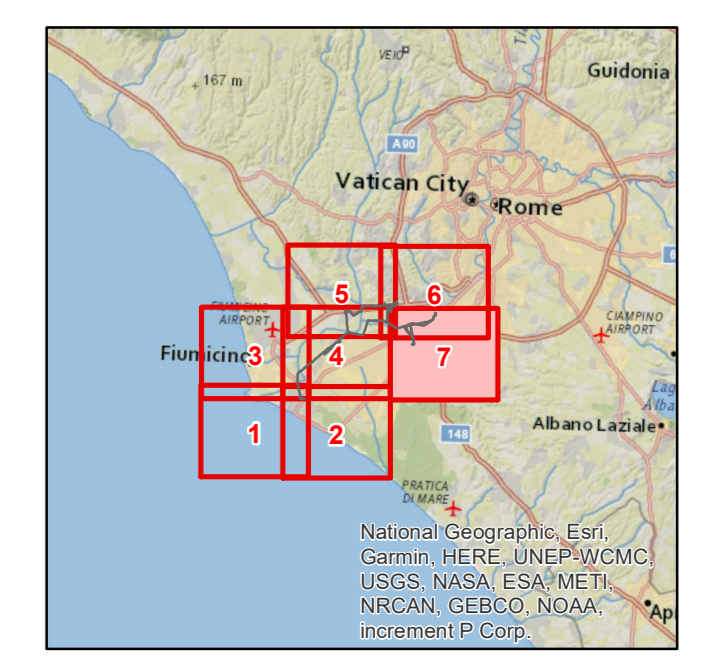 VEIO
167 m
Guidonia
A90
Vatican City
Rome
5
6
FIUMICINO
AIRPORT
CIAMPINO
AIRPORT
Fiumicino
3
4
7
Albano Laziale
1
2
148
PRATICA
DI MARE
National Geographic, Esri,
Garmin, HERE, UNEP-WCMC,
USGS, NASA, ESA, METI,
NRCAN, GEBCO, NOAA,
increment P Corp.